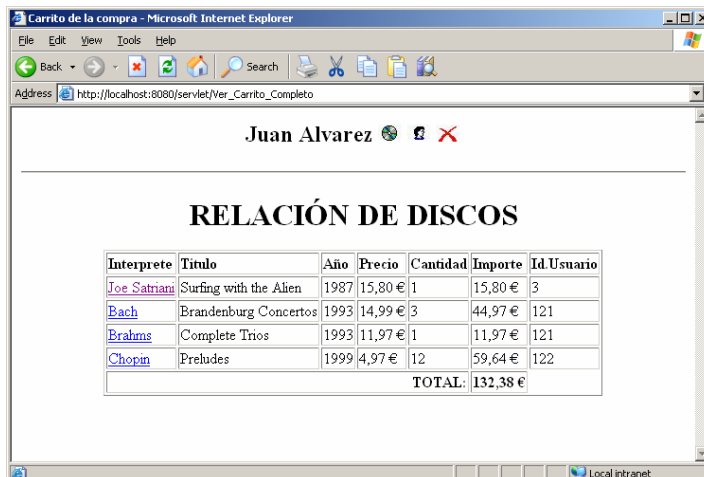 Carrito de la compra - Microsoft Internet Explorer
File Edit View Tools Help
Back Search
Address http://localhost:8080/servlet/Ver_Carrito_Completo
Juan Alvarez
RELACIÓN DE DISCOS
Interprete Titulo Año Precio Cantidad Importe Id.Usuario
Joe Satriani Surfing with the Alien 1987 15,80 € 1 15,80 € 3
Bach Brandenburg Concertos 1993 14,99 € 3 44,97 € 121
Brahms Complete Trios 1993 11,97 € 1 11,97 € 121
Chopin Preludes 1999 4,97 € 12 59,64 € 122
TOTAL: 132,38 €
Local intranet